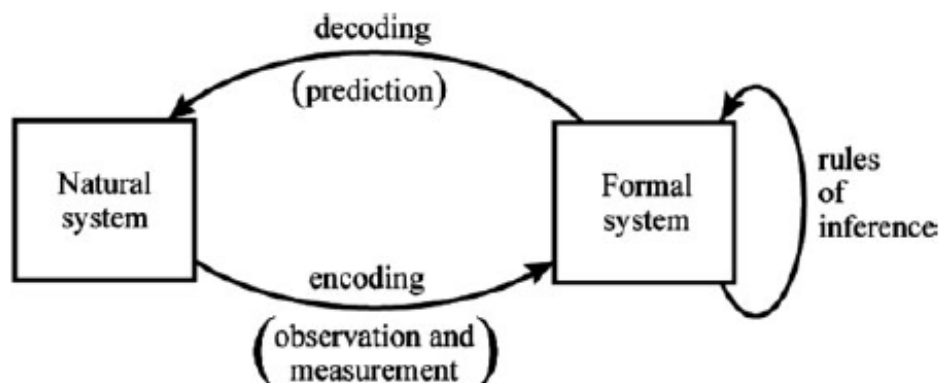 decoding
(prediction)
Natural
system
Formal
system
rules
of
inference
encoding
(observation and
measurement)